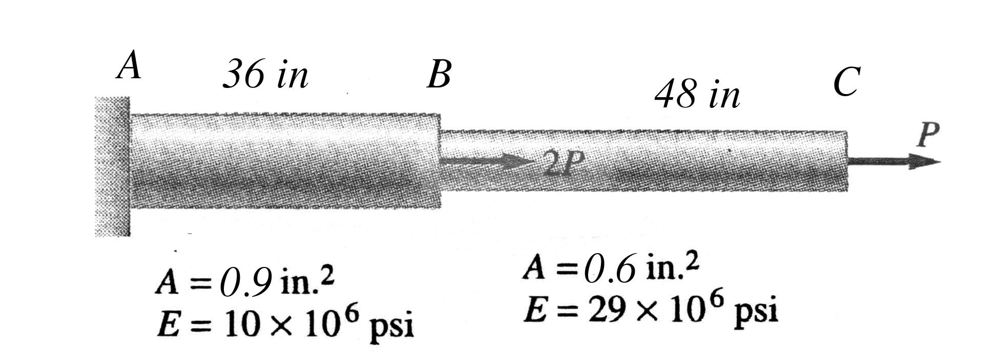 A 36 in B 48 in C
P
2P
A = 0.9 in.²
E = 10 × 10⁶ psi
A = 0.6 in.²
E = 29 × 10⁶ psi